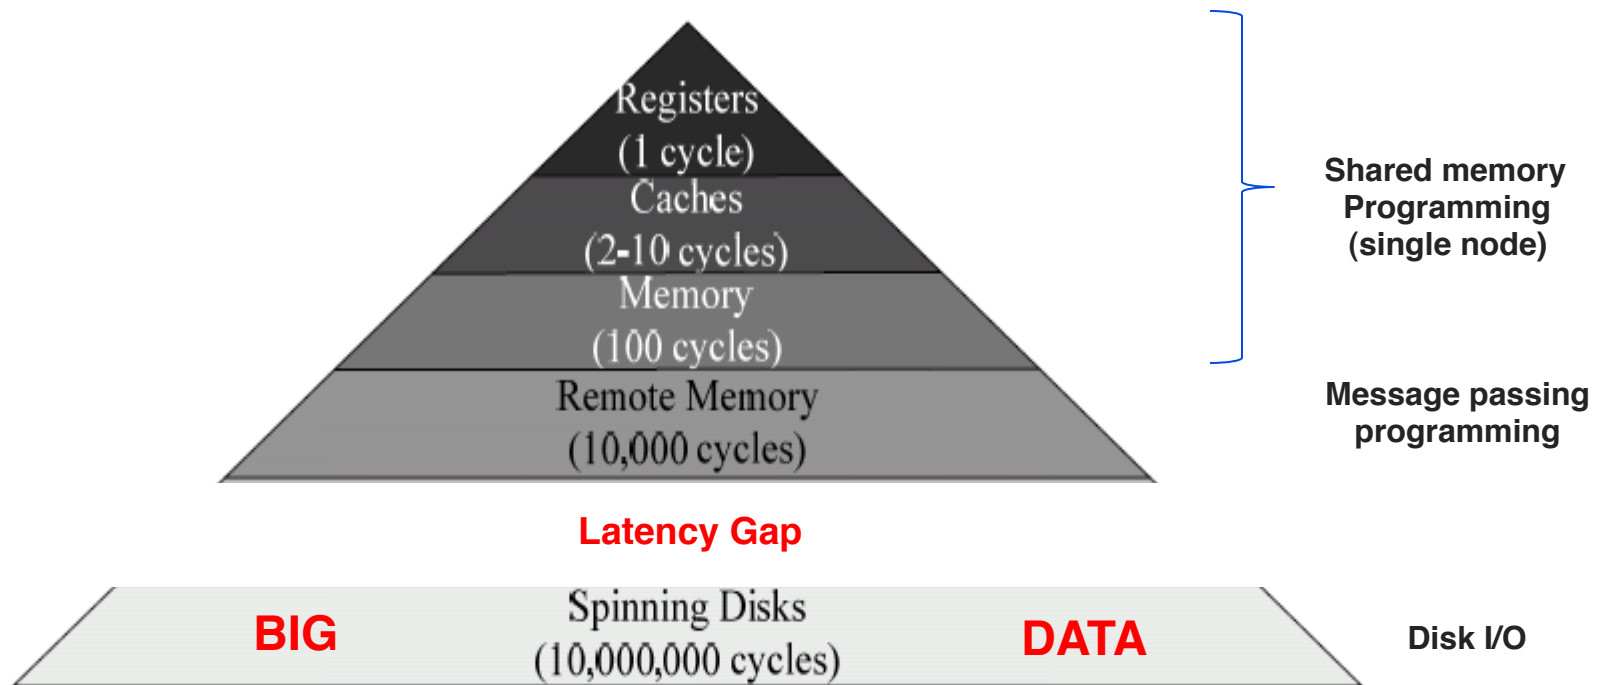 Registers
(1 cycle)
Caches
(2-10 cycles)
Memory
(100 cycles)
Remote Memory
(10,000 cycles)
Shared memory
Programming
(single node)
Message passing
programming
Latency Gap
BIG
Spinning Disks
(10,000,000 cycles)
DATA
Disk I/O